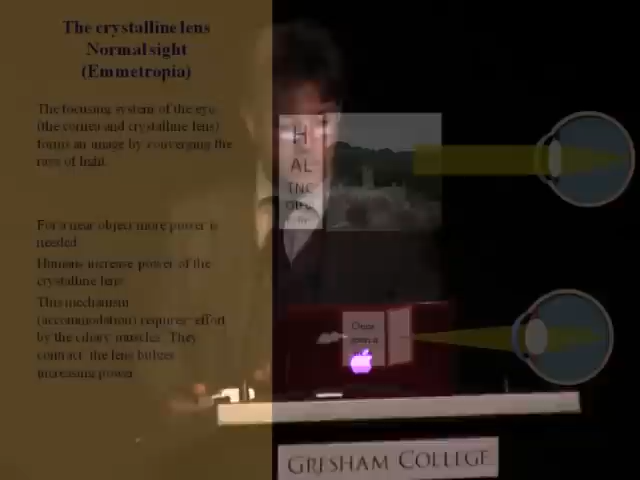 The crystalline lens
Normal sight
(Emmetropia)
The focusing system of the eye
(the cornea and crystalline lens)
forms an image by converging the
rays of light.
For a near object more power is
needed
Humans increase power of the
crystalline lens
This mechanism
(accommodation) requires effort
by the ciliary muscles. They
contract, the lens bulges
increasing power
H
AL
TNC
GRESHAM COLLEGE